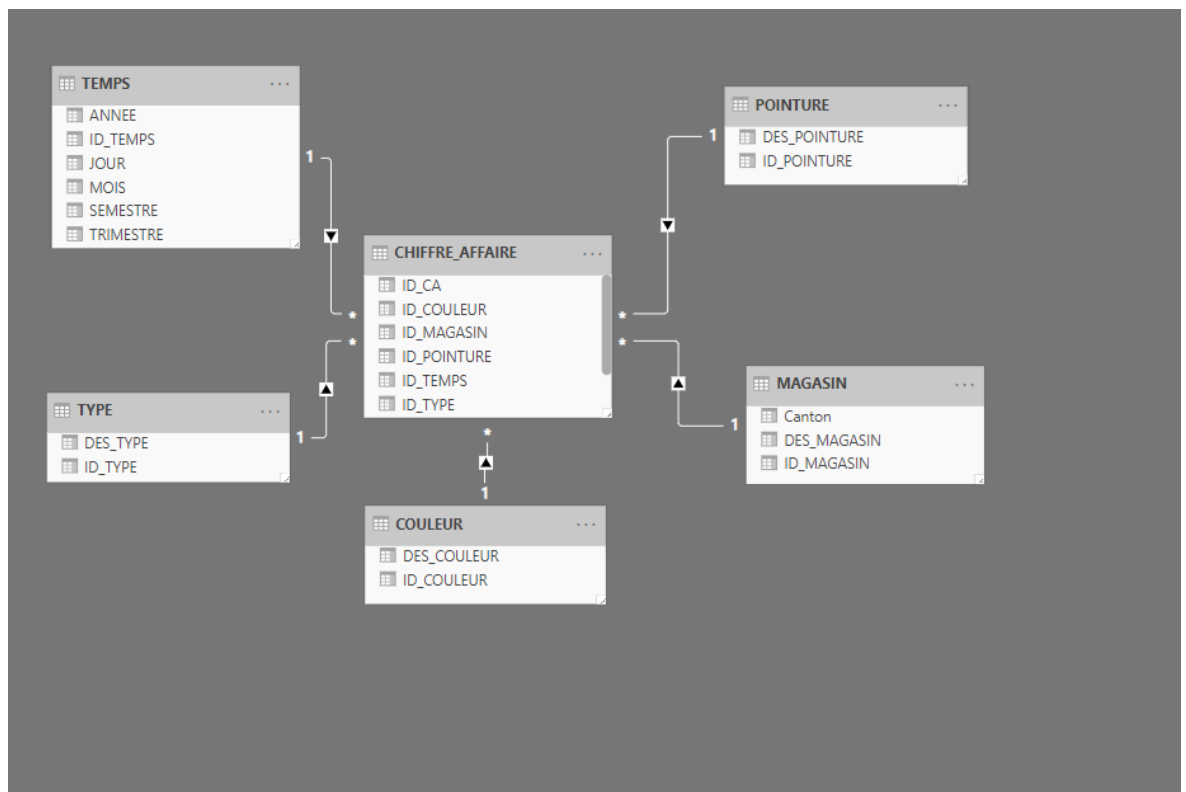 TEMPS
ANNEE
ID_TEMPS
JOUR
MOIS
SEMESTRE
TRIMESTRE
1
*
POINTURE
DES_POINTURE
ID_POINTURE
1
*
CHIFFRE_AFFAIRE
ID_CA
ID_COULEUR
ID_MAGASIN
ID_POINTURE
ID_TEMPS
ID_TYPE
TYPE
DES_TYPE
ID_TYPE
1
*
MAGASIN
Canton
DES_MAGASIN
ID_MAGASIN
1
*
*
1
COULEUR
DES_COULEUR
ID_COULEUR